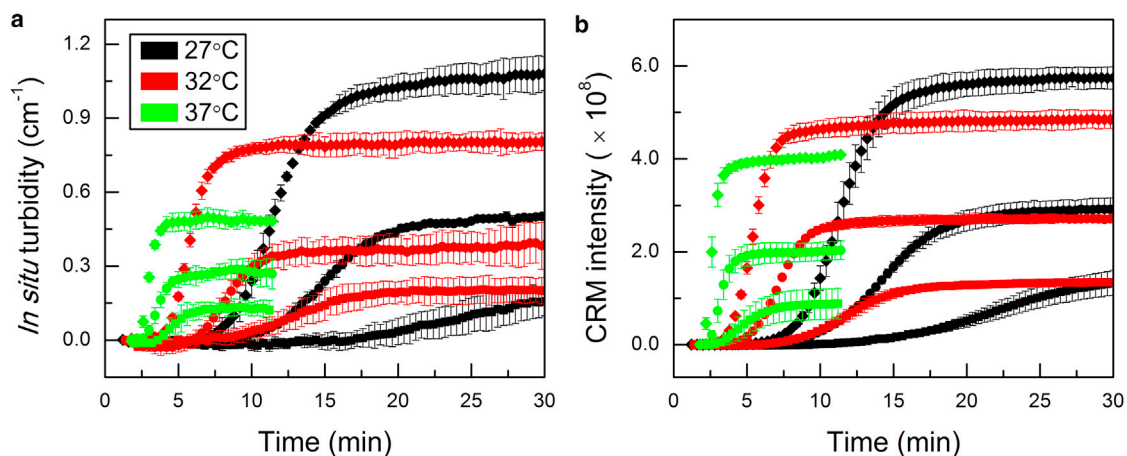 a
b
1.2
0.9
0.6
0.3
0.0
In situ turbidity (cm⁻¹)
27°C
32°C
37°C
0
5
10
15
20
25
30
Time (min)
6.0
4.0
2.0
0.0
CRM intensity ( × 10⁸)
0
5
10
15
20
25
30
Time (min)